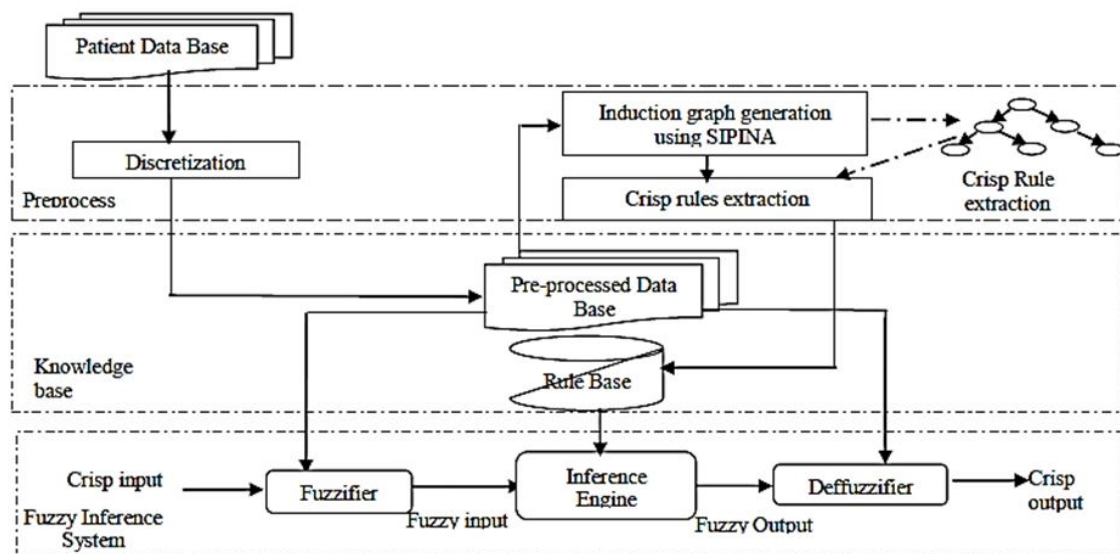 Patient Data Base
Induction graph generation
using SIPINA
Discretization
Preprocess
Crisp rules extraction
Crisp Rule
extraction
Pre-processed Data
Base
Knowledge
base
Rule Base
Crisp input
Fuzzifier
Inference
Engine
Deffuzzifier
Crisp
output
Fuzzy Inference
System
Fuzzy input
Fuzzy Output